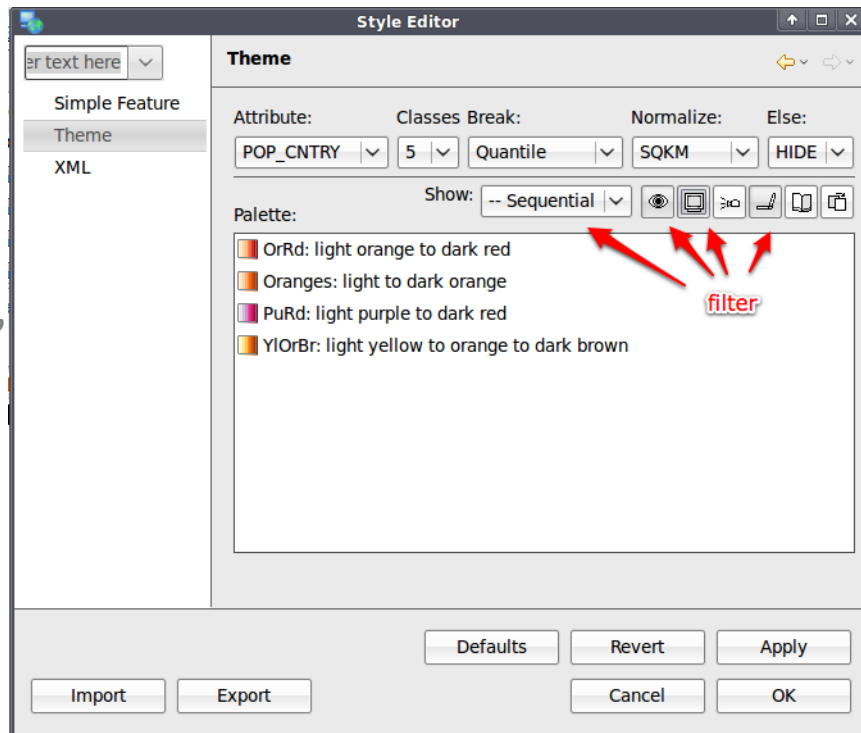 Style Editor
er text here
Theme
Simple Feature
Theme
XML
Attribute: Classes Break: Normalize: Else:
POP_CNTRY 5 Quantile SQKM HIDE
Show: -- Sequential
Palette:
OrRd: light orange to dark red
Oranges: light to dark orange
PuRd: light purple to dark red
YlOrBr: light yellow to orange to dark brown
filter
Defaults Revert Apply
Import Export Cancel OK